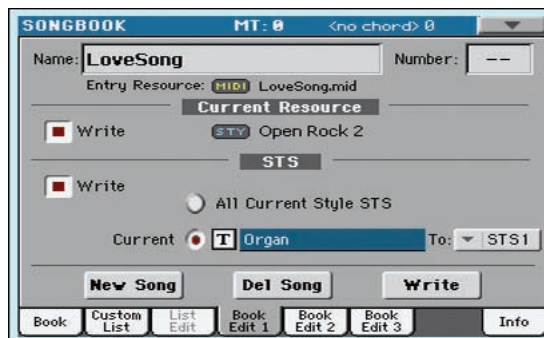 SONGBOOK MT: 0 <no chord> 0
Name: LoveSong Number: --
Entry Resource: MIDI LoveSong.mid
Current Resource
Write STY Open Rock 2
STS
Write
All Current Style STS
Current T Organ To: STS1
New Song Del Song Write
Book Custom List List Edit Book Edit 1 Book Edit 2 Book Edit 3 Info